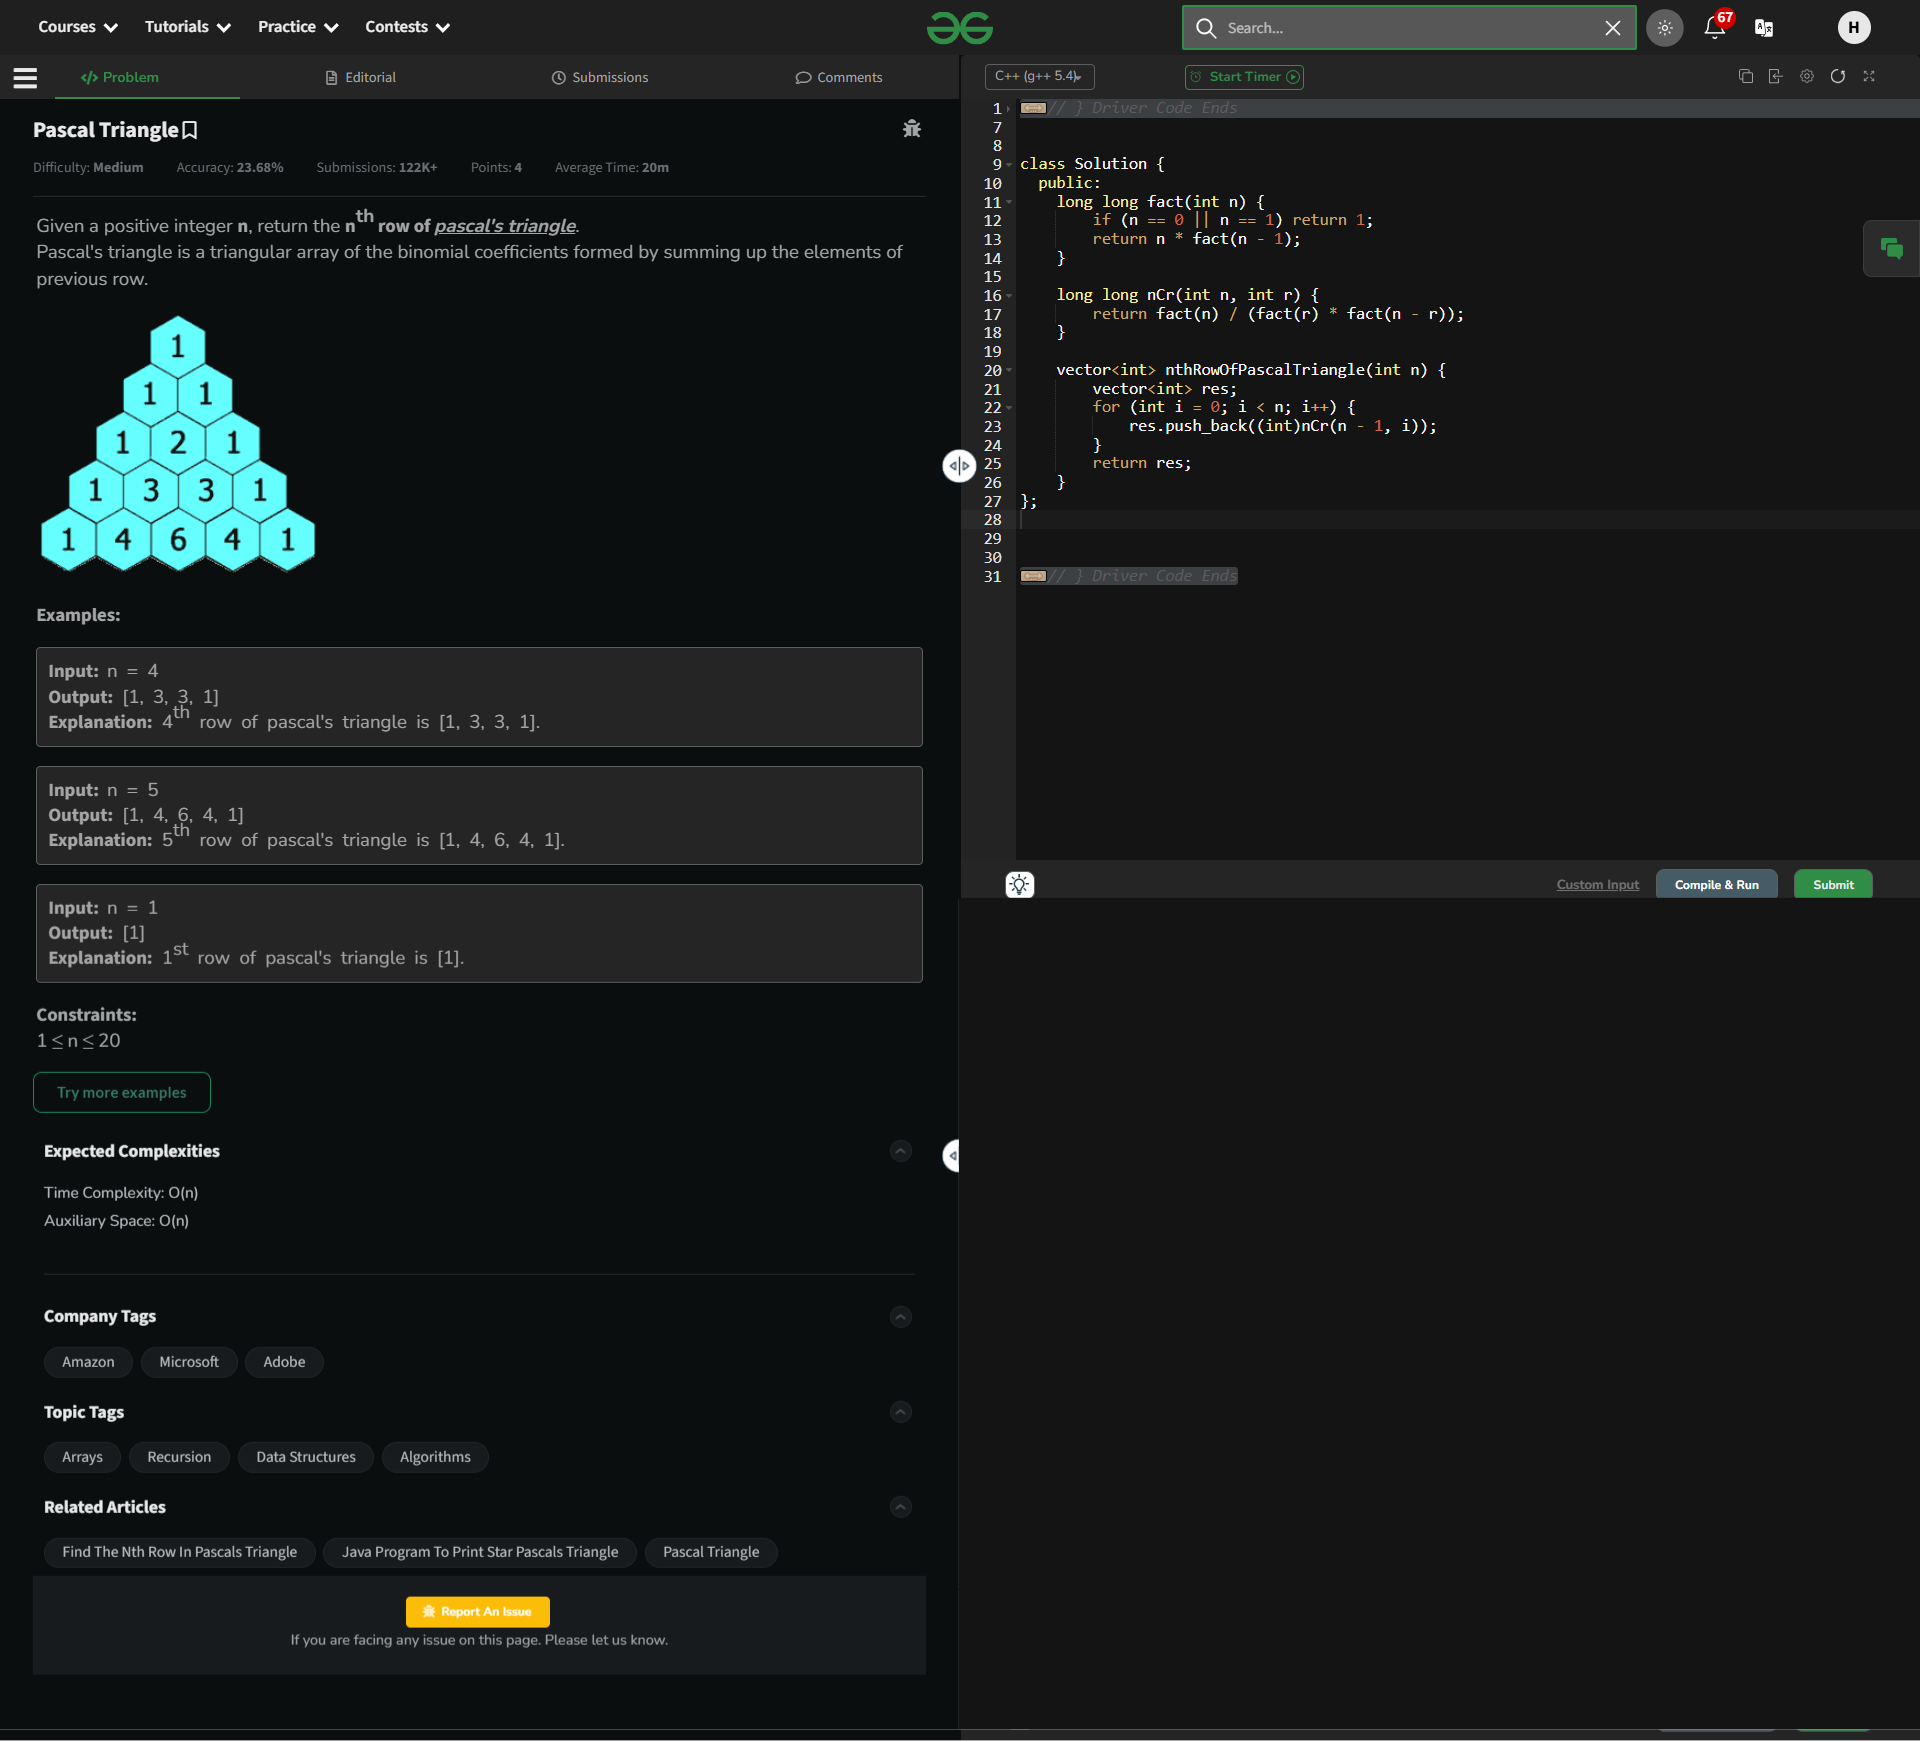 Courses Tutorials Practice Contests Search... 67 H
Problem Editorial Submissions Comments
C++ (g++ 5.4) Start Timer
Pascal Triangle
Difficulty: Medium Accuracy: 23.68% Submissions: 122K+ Points: 4 Average Time: 20m
Given a positive integer n, return the nth row of pascal's triangle.
Pascal's triangle is a triangular array of the binomial coefficients formed by summing up the elements of
previous row.
1
1 1
1 2 1
1 3 3 1
1 4 6 4 1
Examples:
Input: n = 4
Output: [1, 3, 3, 1]
Explanation: 4th row of pascal's triangle is [1, 3, 3, 1].
Input: n = 5
Output: [1, 4, 6, 4, 1]
Explanation: 5th row of pascal's triangle is [1, 4, 6, 4, 1].
Input: n = 1
Output: [1]
Explanation: 1st row of pascal's triangle is [1].
Constraints:
1 ≤ n ≤ 20
Try more examples
Expected Complexities
Time Complexity: O(n)
Auxiliary Space: O(n)
Company Tags
Amazon Microsoft Adobe
Topic Tags
Arrays Recursion Data Structures Algorithms
Related Articles
Find The Nth Row In Pascals Triangle Java Program To Print Star Pascals Triangle Pascal Triangle
Report An Issue
If you are facing any issue on this page. Please let us know.
1 // } Driver Code Ends
7
8
9 class Solution {
10 public:
11 long long fact(int n) {
12 if (n == 0 || n == 1) return 1;
13 return n * fact(n - 1);
14 }
15
16 long long nCr(int n, int r) {
17 return fact(n) / (fact(r) * fact(n - r));
18 }
19
20 vector<int> nthRowOfPascalTriangle(int n) {
21 vector<int> res;
22 for (int i = 0; i < n; i++) {
23 res.push_back((int)nCr(n - 1, i));
24 }
25 return res;
26 }
27 };
28
29
30
31 // } Driver Code Ends
Custom Input Compile & Run Submit